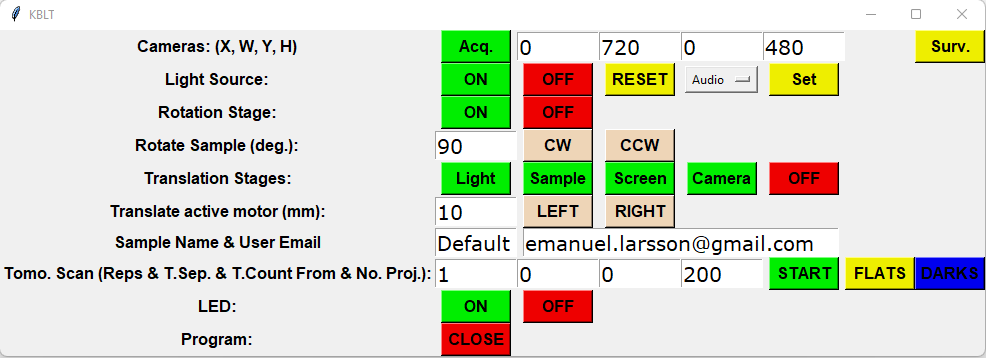 KBLT
Cameras: (X, W, Y, H) Acq. 0 720 0 480 Surv.
Light Source: ON OFF RESET Audio Set
Rotation Stage: ON OFF
Rotate Sample (deg.): 90 CW CCW
Translation Stages: Light Sample Screen Camera OFF
Translate active motor (mm): 10 LEFT RIGHT
Sample Name & User Email Default emanuel.larsson@gmail.com
Tomo. Scan (Reps & T.Sep. & T.Count From & No. Proj.): 1 0 0 200 START FLATS DARKS
LED: ON OFF
Program: CLOSE